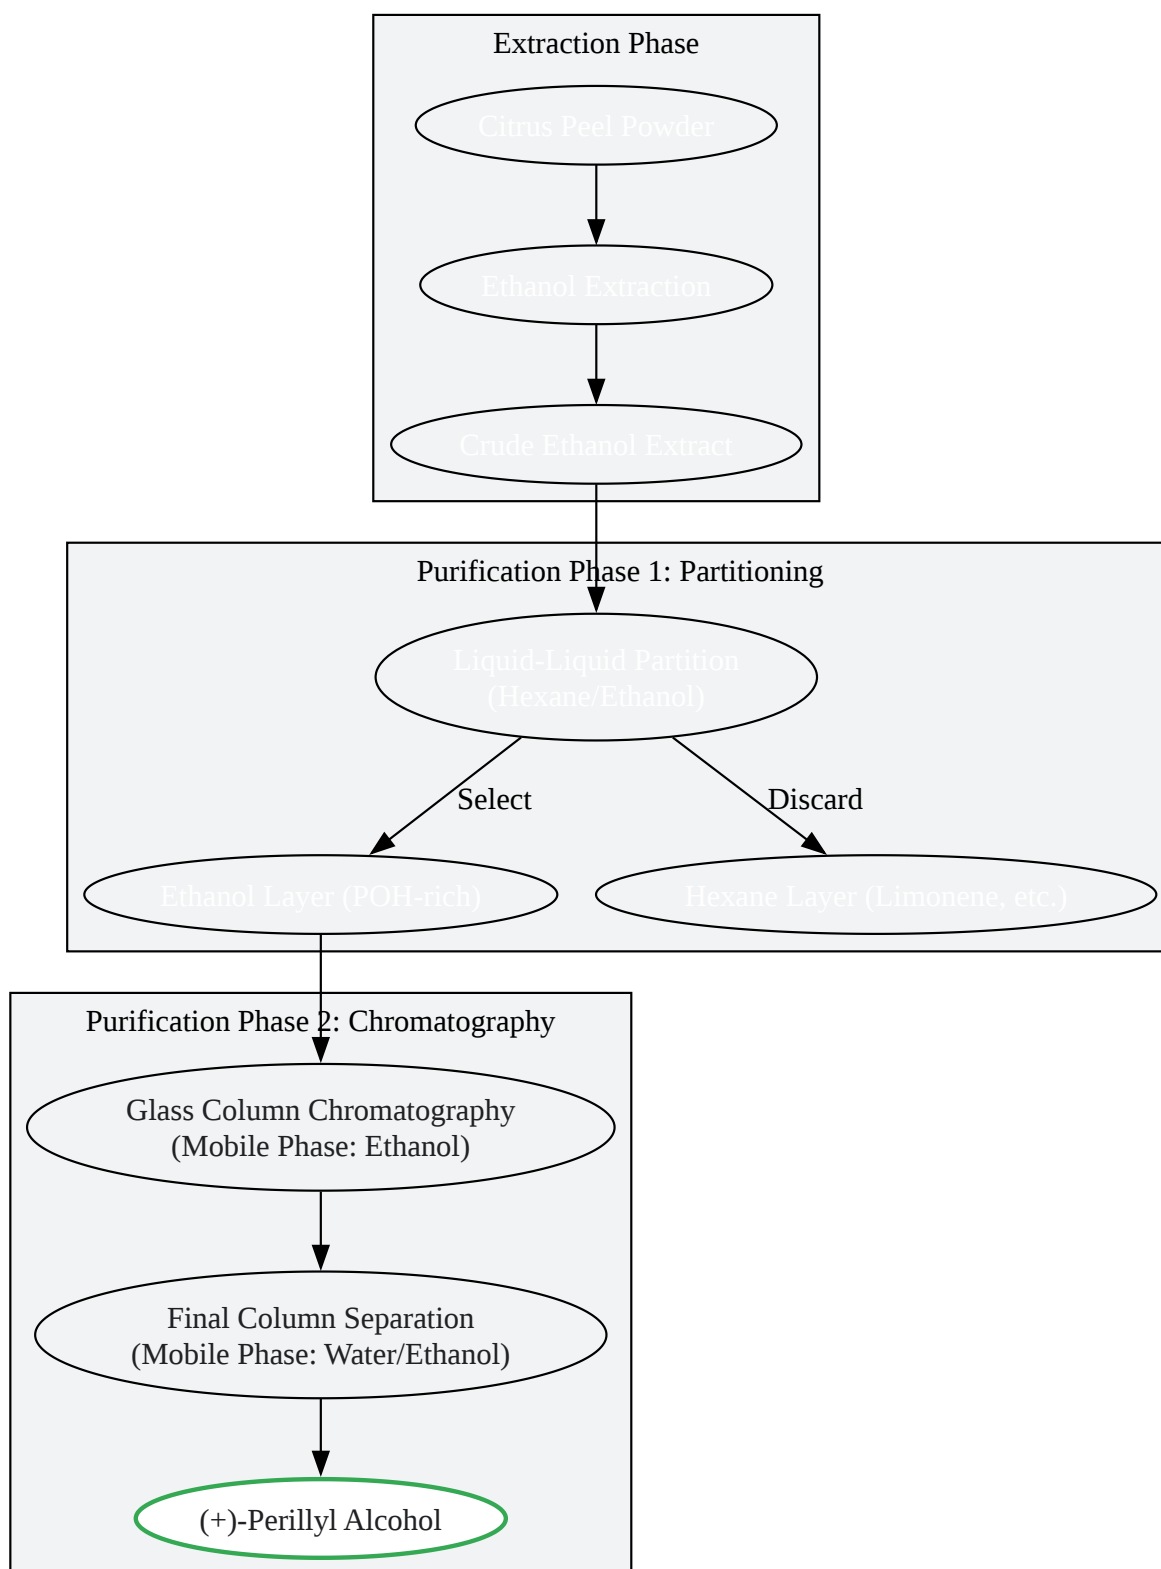 Extraction Phase
Citrus Peel Powder
Ethanol Extraction
Crude Ethanol Extract
Purification Phase 1: Partitioning
Liquid-Liquid Partition
(Hexane/Ethanol)
Select
Discard
Ethanol Layer (POH-rich)
Hexane Layer (Limonene, etc.)
Purification Phase 2: Chromatography
Glass Column Chromatography
(Mobile Phase: Ethanol)
Final Column Separation
(Mobile Phase: Water/Ethanol)
(+)-Perillyl Alcohol